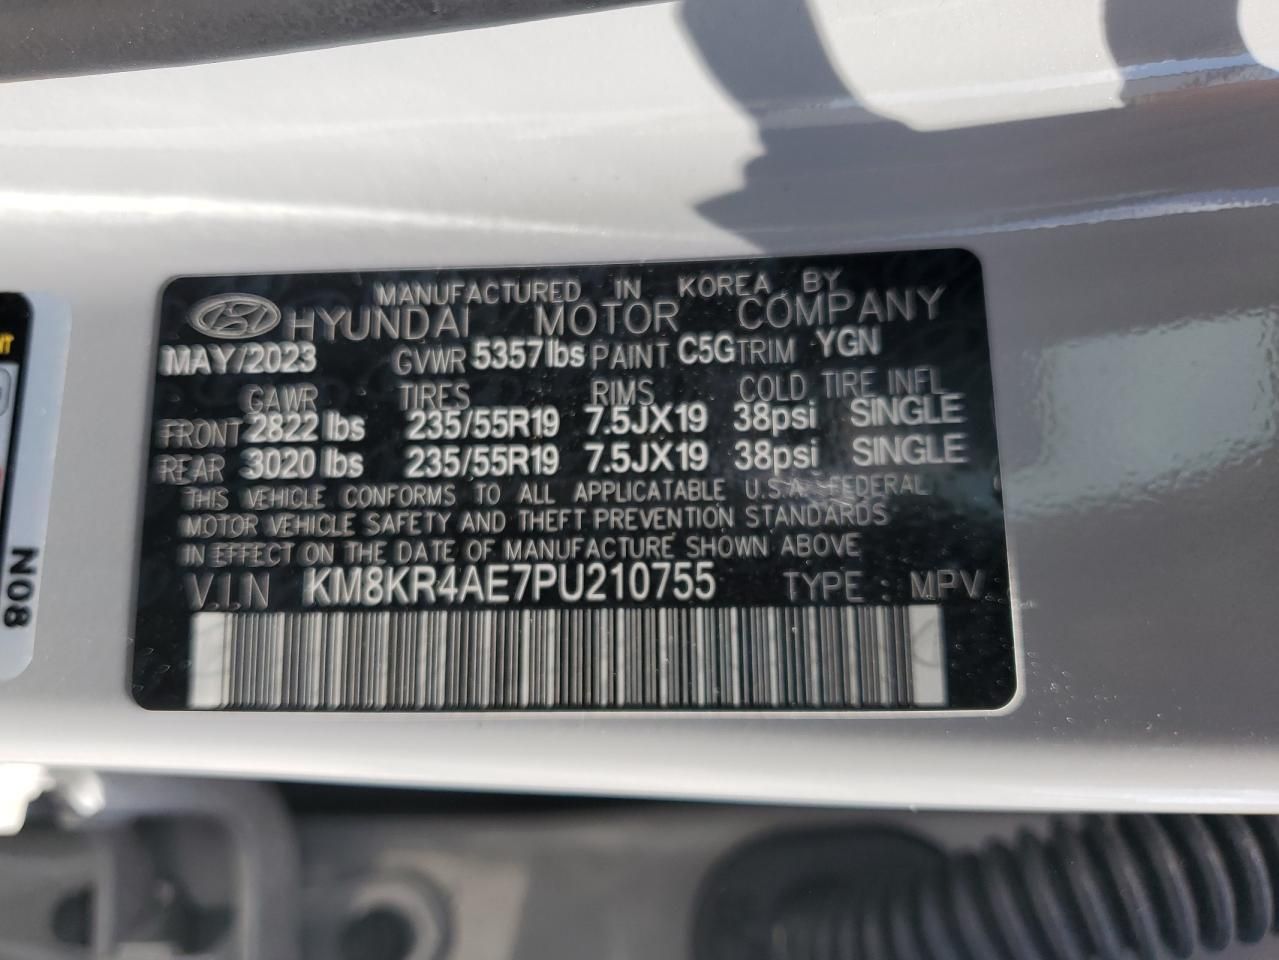 MANUFACTURED IN KOREA BY
HYUNDAI MOTOR COMPANY
MAY/2023 GVWR 5357lbs PAINT C5G TRIM YGN
GAWR TIRES RIMS COLD TIRE INFL
FRONT 2822 lbs 235/55R19 7.5JX19 38psi SINGLE
REAR 3020 lbs 235/55R19 7.5JX19 38psi SINGLE
THIS VEHICLE CONFORMS TO ALL APPLICATABLE U.S.A. FEDERAL
MOTOR VEHICLE SAFETY AND THEFT PREVENTION STANDARDS
IN EFFECT ON THE DATE OF MANUFACTURE SHOWN ABOVE
V.I.N KM8KR4AE7PU210755 TYPE : MPV
N08